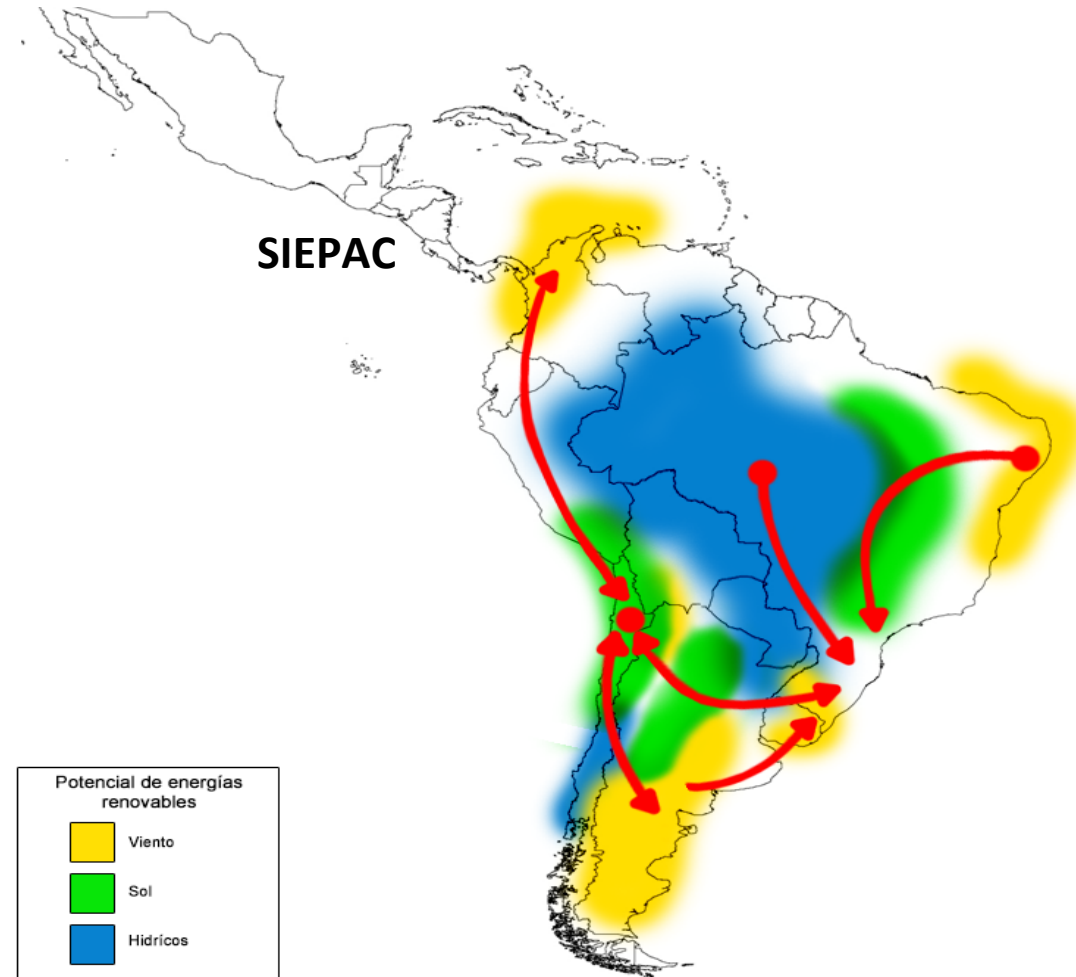 SIEPAC
Potencial de energías
renovables
Viento
Sol
Hidrícos